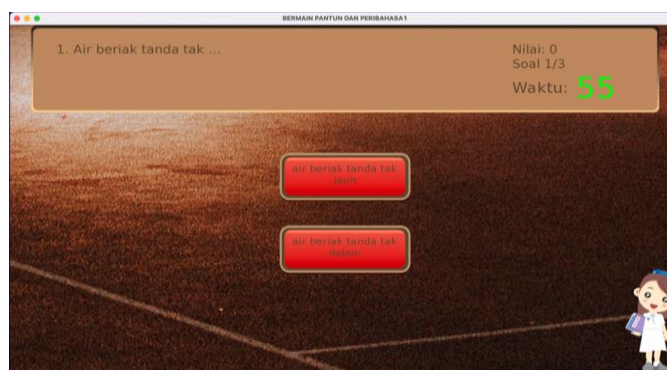 BERMAIN PANTUN DAN PERIBAHASA1
1. Air beriak tanda tak ...
Nilai: 0
Soal 1/3
Waktu: 55
air beriak tanda tak
jauh
air beriak tanda tak
dalam